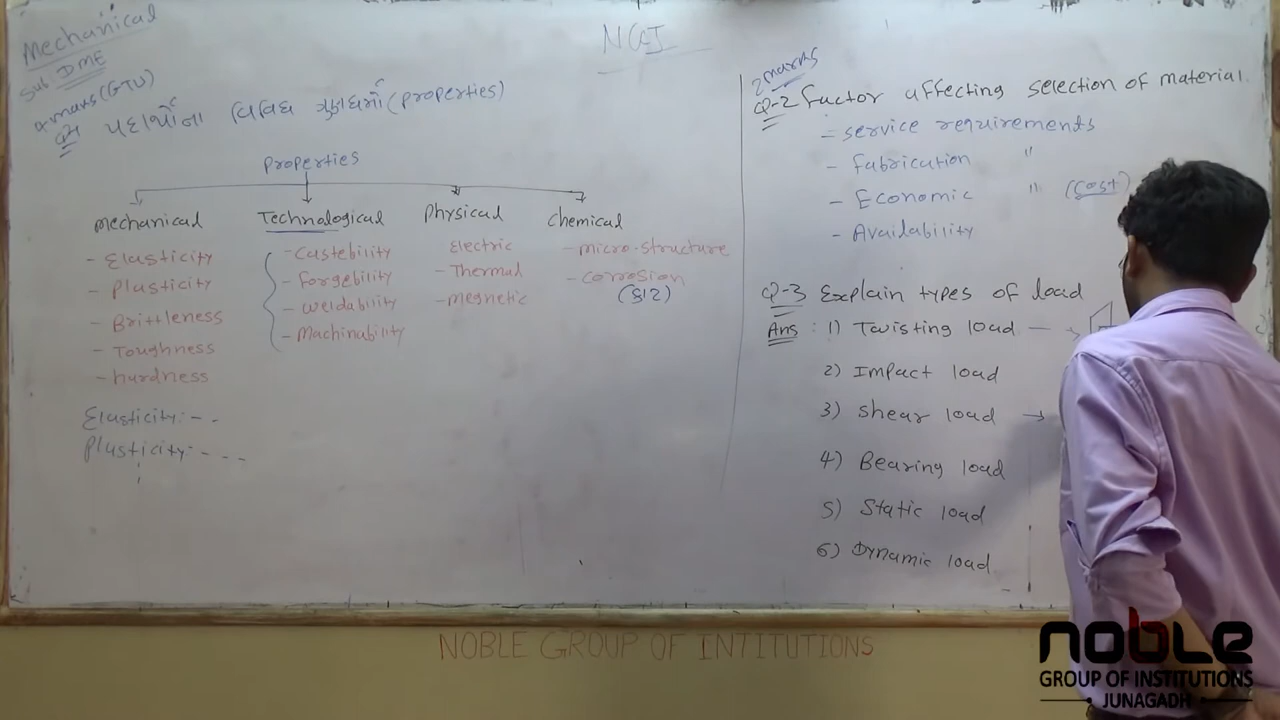 Mechanical
Sub: DME
NGI
4 marks (GTU)
પદાર્થોના વિવિધ ગુણધર્મો (properties)
Properties
Mechanical
- Elasticity
- Plasticity
- Brittleness
- Toughness
- hardness
Technological
- Castebility
- forgebility
- weldability
- Machinability
Physical
Electric
- Thermal
- Megnetic
Chemical
- micro-structure
- corrosion
(કાટ)
Elasticity: - -
Plasticity: - - -
2 marks
Q-2 factor affecting selection of material
= service requirements
- fabrication "
- Economic " (Cost)
- Availability
Q-3 Explain types of load
Ans : 1) Twisting load
2) Impact load
3) Shear load →
4) Bearing load
5) Static load
6) Dynamic load
NOBLE GROUP OF INTITUTIONS
noble
GROUP OF INSTITUTIONS
JUNAGADH